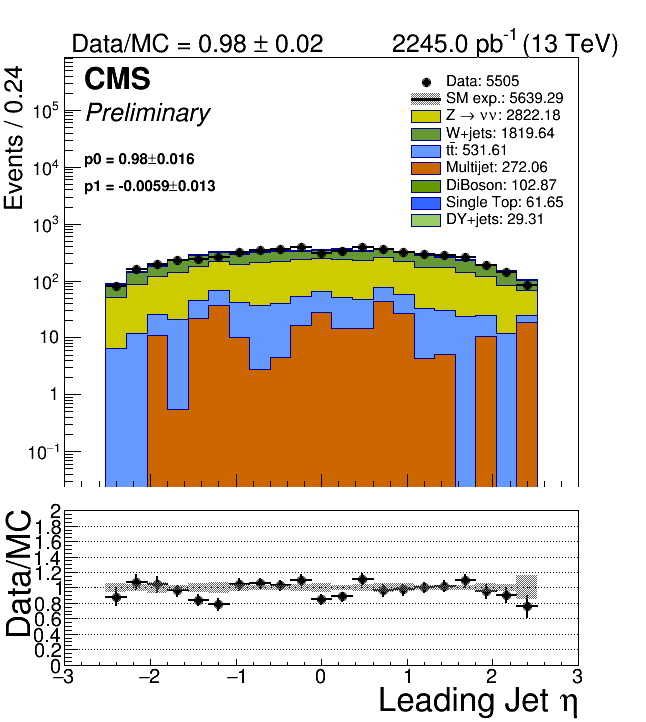 Data/MC = 0.98 ± 0.02 2245.0 pb⁻¹ (13 TeV)
CMS
Preliminary
p0 = 0.98±0.016
p1 = -0.0059±0.013
Data: 5505
SM exp.: 5639.29
Z → νν: 2822.18
W+jets: 1819.64
tt̄: 531.61
Multijet: 272.06
DiBoson: 102.87
Single Top: 61.65
DY+jets: 29.31
Events / 0.24
10⁵
10⁴
10³
10²
10
1
10⁻¹
Data/MC
2
1.8
1.6
1.4
1.2
1
0.8
0.6
0.4
0.2
0
−3 −2 −1 0 1 2 3
Leading Jet η